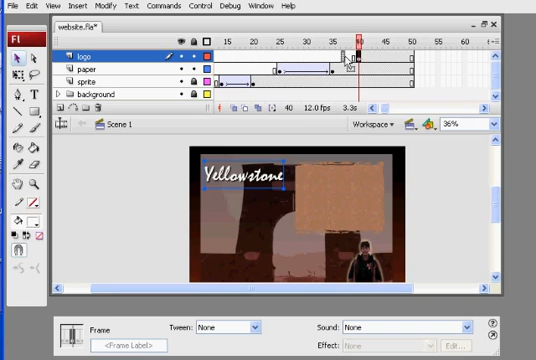 File Edit View Insert Modify Text Commands Control Debug Window Help
Fl
website.fla*
15 20 25 30 35 40 45 50 55 60
logo
paper
sprite
background
40 12.0 fps 3.3s
Scene 1 Workspace 36%
Yellowstone
Frame Tween: None Sound: None
<Frame Label> Effect: None Edit...